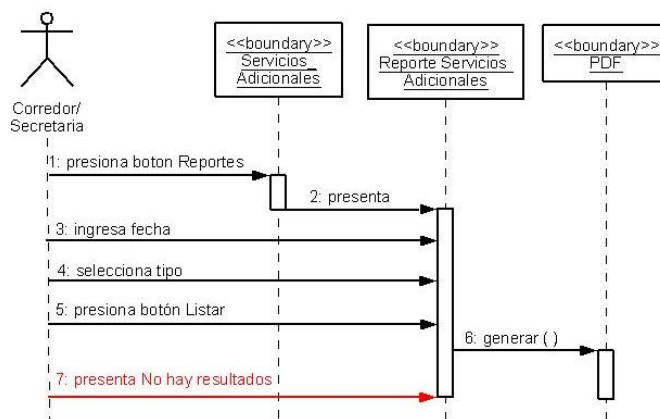 <<boundary>>
Servicios_
Adicionales
<<boundary>>
Reporte Servicios
Adicionales
<<boundary>>
PDF
Corredor/
Secretaria
1: presiona boton Reportes
2: presenta
3: ingresa fecha
4: selecciona tipo
5: presiona botón Listar
6: generar ( )
7: presenta No hay resultados